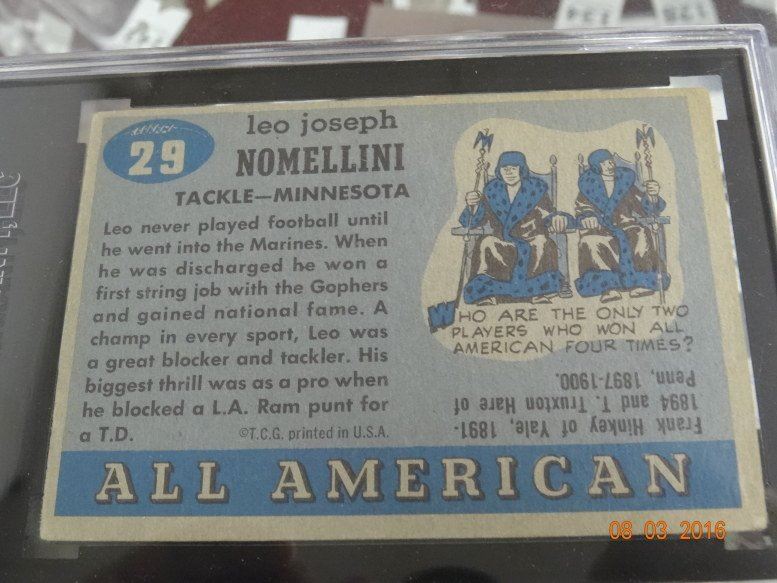 29
leo joseph
NOMELLINI
TACKLE—MINNESOTA
Leo never played football until
he went into the Marines. When
he was discharged he won a
first string job with the Gophers
and gained national fame. A
champ in every sport, Leo was
a great blocker and tackler. His
biggest thrill was as a pro when
he blocked a L.A. Ram punt for
a T.D.
©T.C.G. printed in U.S.A.
WHO ARE THE ONLY TWO
PLAYERS WHO WON ALL
AMERICAN FOUR TIMES?
Frank Hinkey of Yale, 1891-
1894 and T. Truxton Hare of
Penn, 1897-1900.
ALL AMERICAN
08 03 2016
134
128